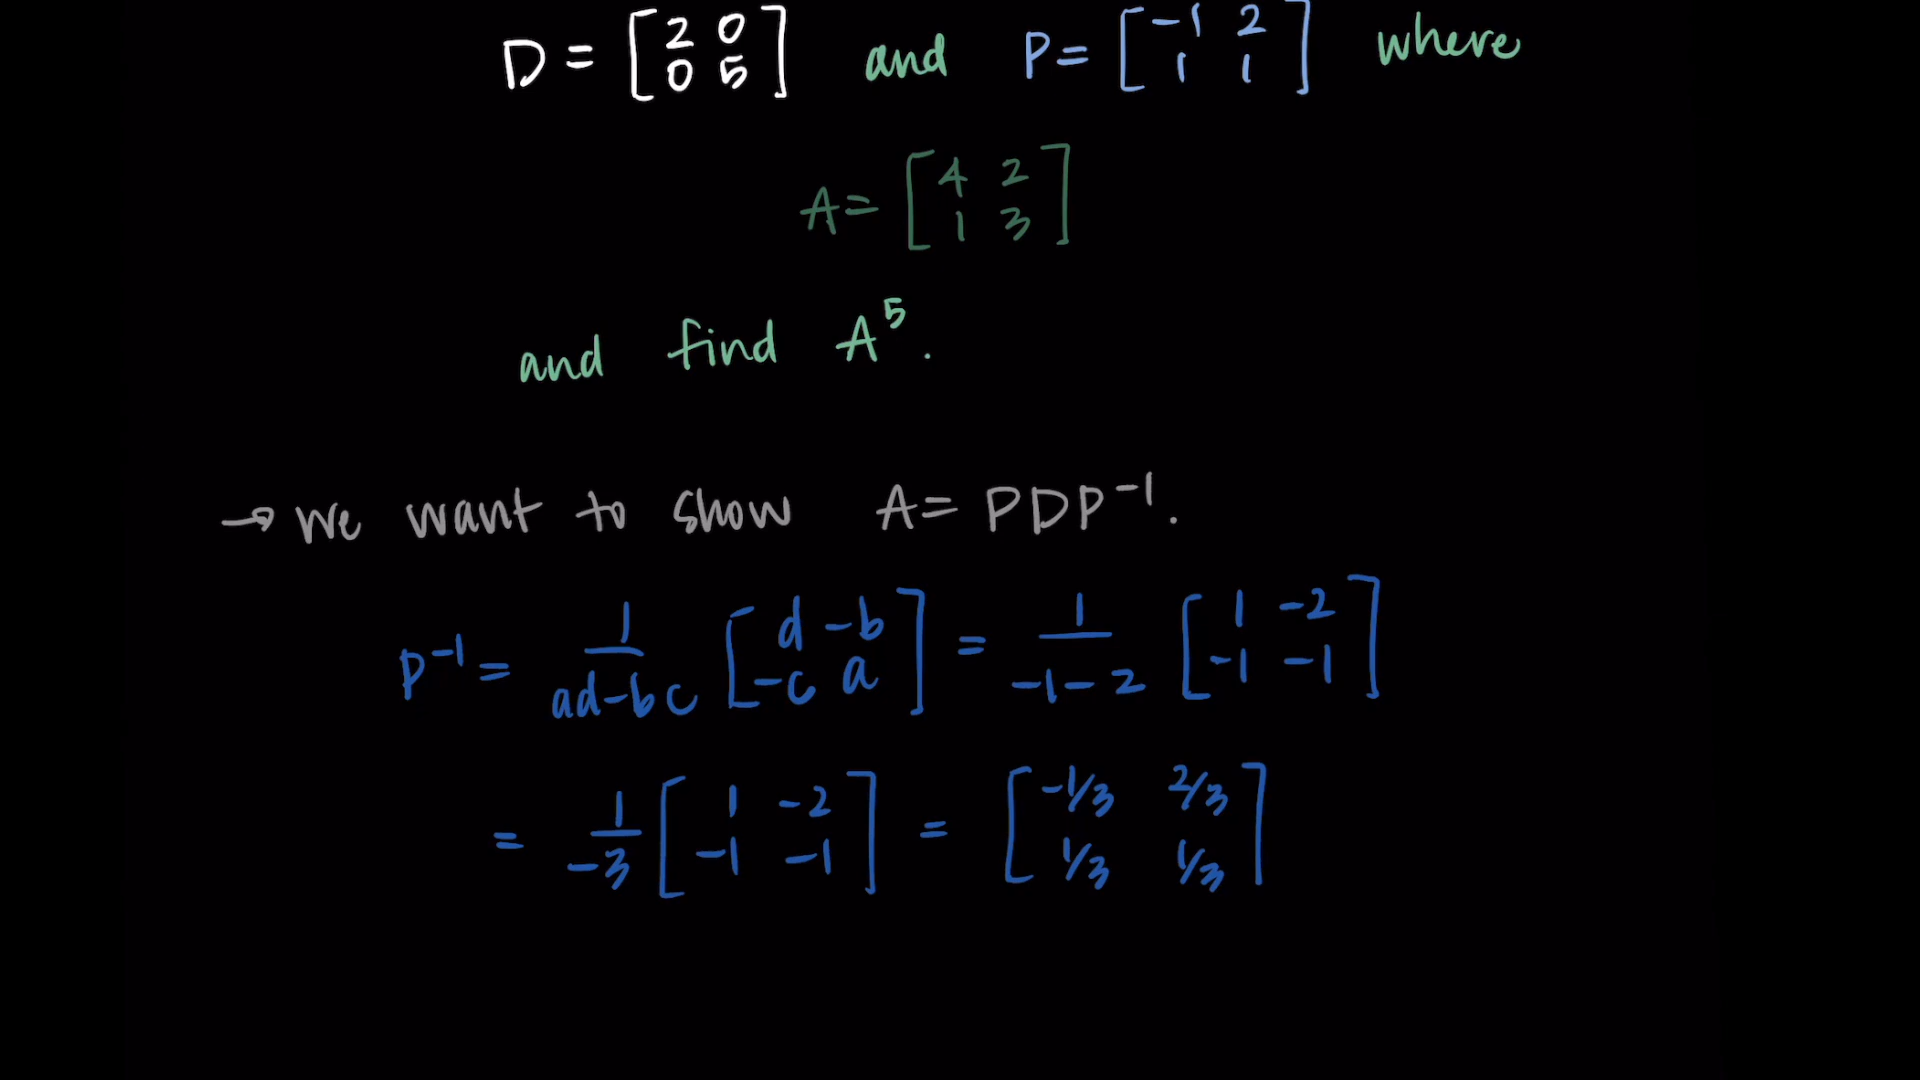 D = [2 0; 0 5] and P= [-1 2; 1 1] where
A= [4 2; 1 3]
and find A⁵.
→ We want to show A= PDP⁻¹.
P⁻¹ = 1/(ad-bc) [d -b; -c a] = 1/(-1-2) [1 -2; -1 -1]
= 1/-3 [1 -2; -1 -1] = [-1/3 2/3; 1/3 1/3]